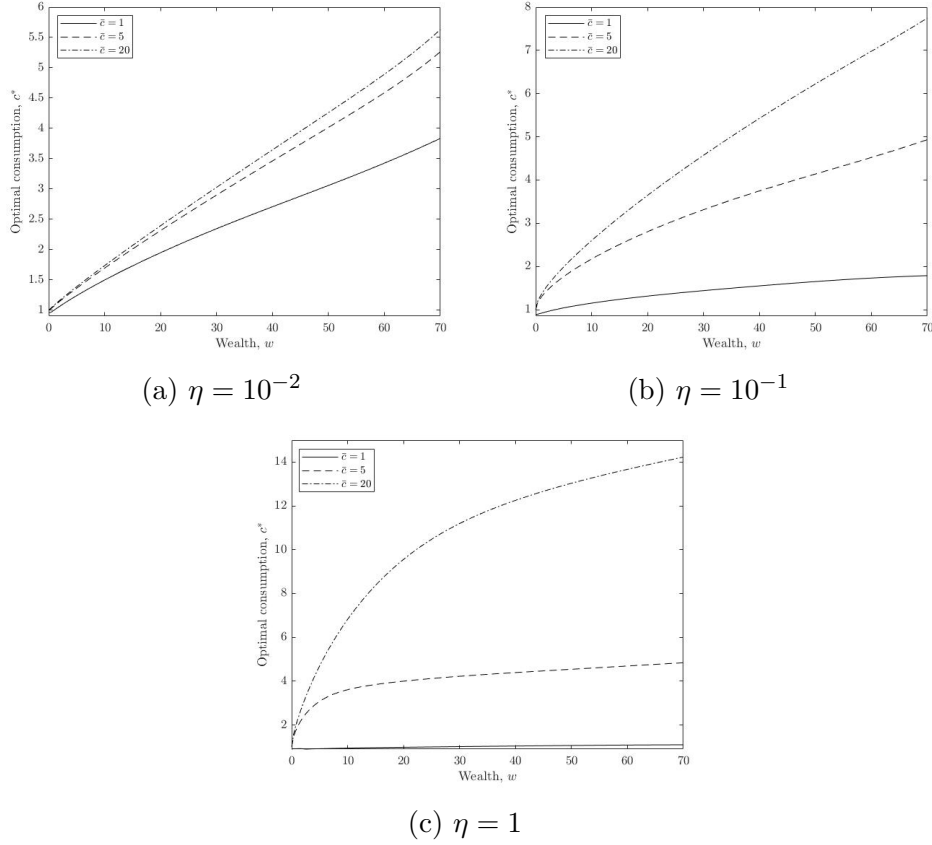 6
5.5
5
4.5
4
3.5
3
2.5
2
1.5
1
c̄ = 1
c̄ = 5
c̄ = 20
Optimal consumption, c*
0 10 20 30 40 50 60 70
Wealth, w
(a) η = 10⁻²
8
7
6
5
4
3
2
1
c̄ = 1
c̄ = 5
c̄ = 20
Optimal consumption, c*
0 10 20 30 40 50 60 70
Wealth, w
(b) η = 10⁻¹
14
12
10
8
6
4
2
c̄ = 1
c̄ = 5
c̄ = 20
Optimal consumption, c*
0 10 20 30 40 50 60 70
Wealth, w
(c) η = 1